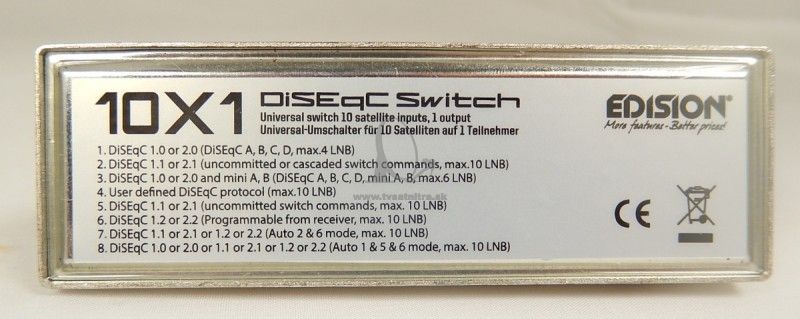 10X1 DiSEqC Switch
Universal switch 10 satellite inputs, 1 output
Universal-Umschalter für 10 Satelliten auf 1 Teilnehmer
EDISION®
More features - Better prices!
1. DiSEqC 1.0 or 2.0 (DiSEqC A, B, C, D, max.4 LNB)
2. DiSEqC 1.1 or 2.1 (uncommitted or cascaded switch commands, max.10 LNB)
3. DiSEqC 1.0 or 2.0 and mini A, B (DiSEqC A, B, C, D, mini A, B, max.6 LNB)
4. User defined DiSEqC protocol (max.10 LNB)
5. DiSEqC 1.1 or 2.1 (uncommitted switch commands, max. 10 LNB)
6. DiSEqC 1.2 or 2.2 (Programmable from receiver, max. 10 LNB)
7. DiSEqC 1.1 or 2.1 or 1.2 or 2.2 (Auto 2 & 6 mode, max. 10 LNB)
8. DiSEqC 1.0 or 2.0 or 1.1 or 2.1 or 1.2 or 2.2 (Auto 1 & 5 & 6 mode, max. 10 LNB)
CE